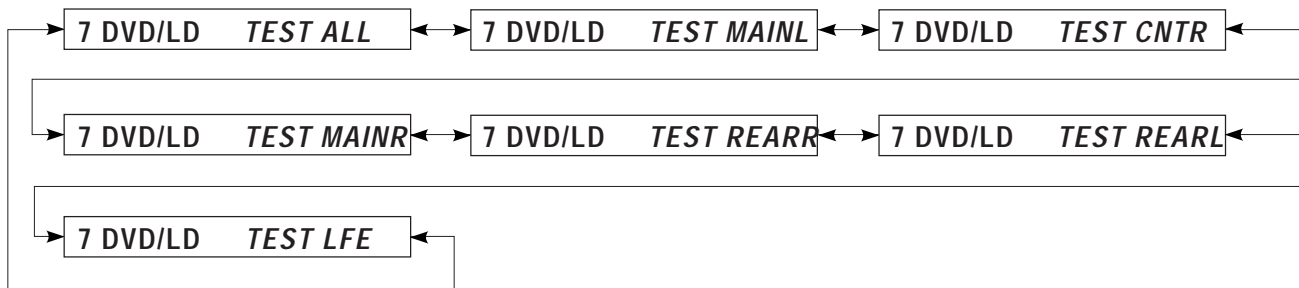 7 DVD/LD TEST ALL
7 DVD/LD TEST MAINL
7 DVD/LD TEST CNTR
7 DVD/LD TEST MAINR
7 DVD/LD TEST REARR
7 DVD/LD TEST REARL
7 DVD/LD TEST LFE